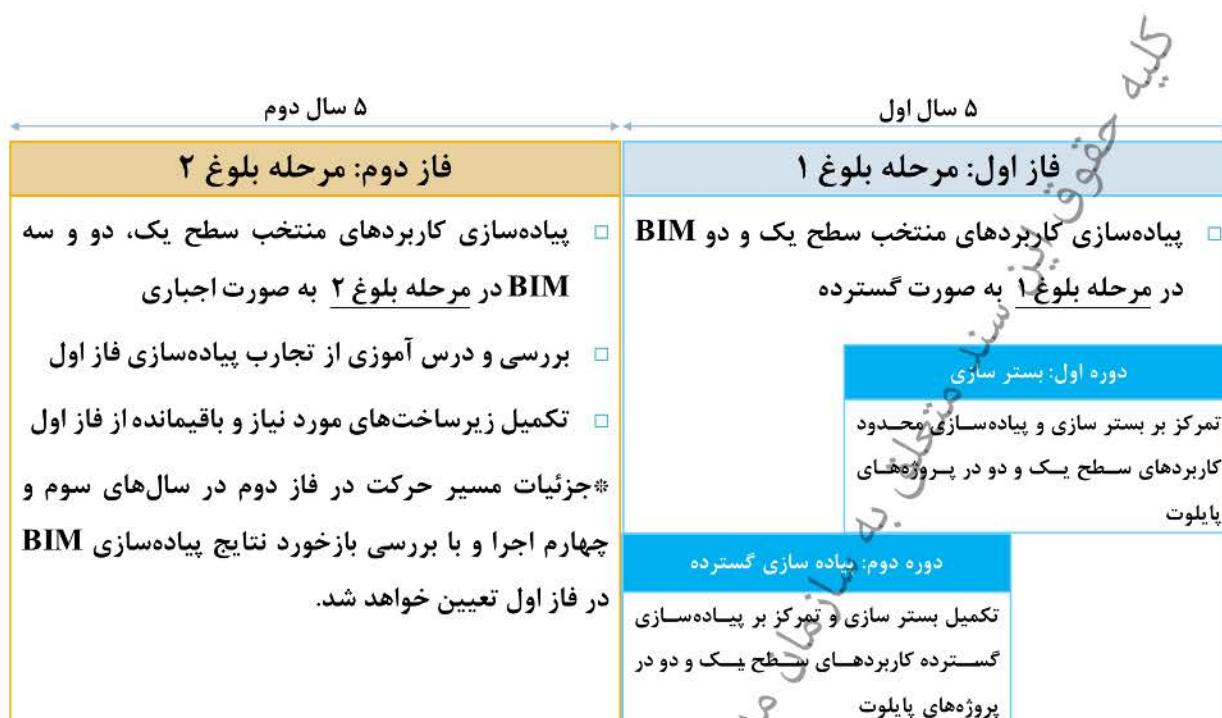 ۵ سال اول
فاز اول: مرحله بلوغ ۱
□ پیاده‌سازی کاربردهای منتخب سطح یک و دو BIM
در مرحله بلوغ ۱ به صورت گسترده
دوره اول: بستر سازی
تمرکز بر بستر سازی و پیاده‌سازی محدود
کاربردهای سطح یک و دو در پروژه‌های
پایلوت
دوره دوم: پیاده سازی گسترده
تکمیل بستر سازی و تمرکز بر پیاده‌سازی
گسترده کاربردهای سطح یک و دو در
پروژه‌های پایلوت
۵ سال دوم
فاز دوم: مرحله بلوغ ۲
□ پیاده‌سازی کاربردهای منتخب سطح یک، دو و سه
BIM در مرحله بلوغ ۲ به صورت اجباری
□ بررسی و درس آموزی از تجارب پیاده‌سازی فاز اول
□ تکمیل زیرساخت‌های مورد نیاز و باقیمانده از فاز اول
*جزئیات مسیر حرکت در فاز دوم در سال‌های سوم و
چهارم اجرا و با بررسی بازخورد نتایج پیاده‌سازی BIM
در فاز اول تعیین خواهد شد.
کلیه حقوق این سند متعلق به سازمان